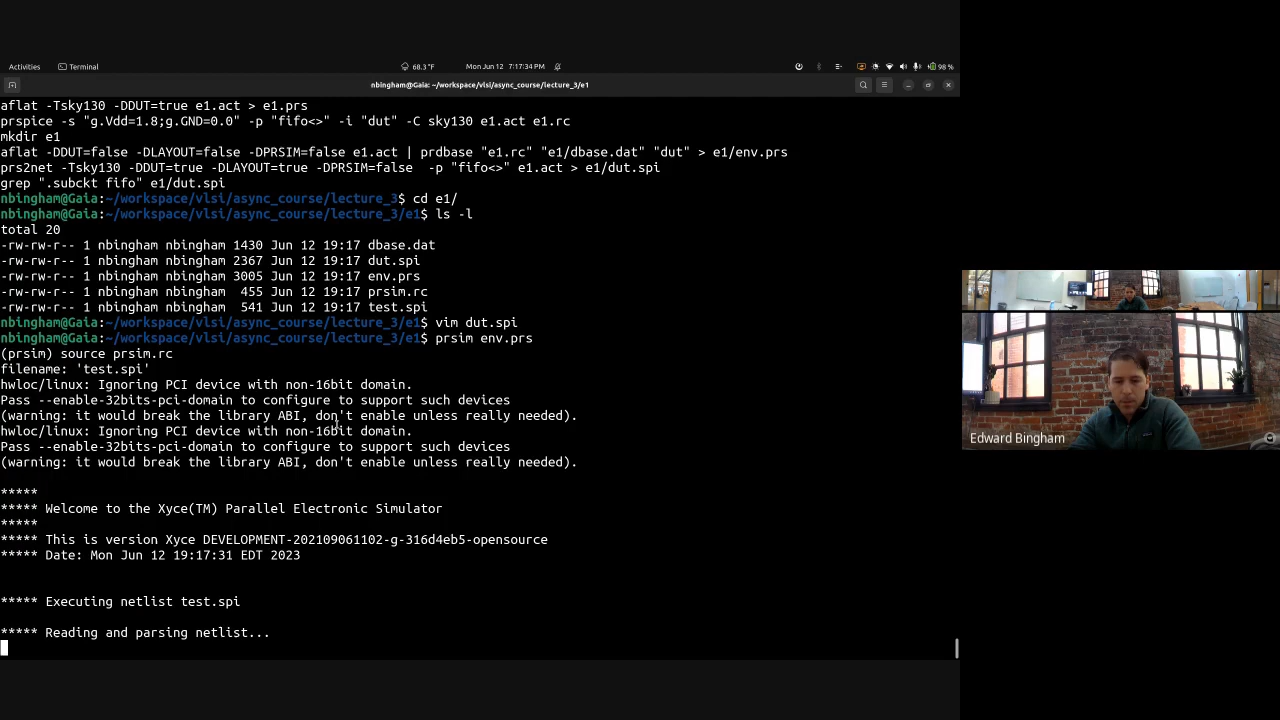 Activities
Terminal
68.3 °F
Mon Jun 12 7:17:34 PM
98 %
nbingham@Gaia: ~/workspace/vlsi/async_course/lecture_3/e1
aflat -Tsky130 -DDUT=true e1.act > e1.prs
prspice -s "g.Vdd=1.8;g.GND=0.0" -p "fifo<>" -i "dut" -C sky130 e1.act e1.rc
mkdir e1
aflat -DDUT=false -DLAYOUT=false -DPRSIM=false e1.act | prdbase "e1.rc" "e1/dbase.dat" "dut" > e1/env.prs
prs2net -Tsky130 -DDUT=true -DLAYOUT=true -DPRSIM=false  -p "fifo<>" e1.act > e1/dut.spi
grep ".subckt fifo" e1/dut.spi
nbingham@Gaia:~/workspace/vlsi/async_course/lecture_3$ cd e1/
nbingham@Gaia:~/workspace/vlsi/async_course/lecture_3/e1$ ls -l
total 20
-rw-rw-r-- 1 nbingham nbingham 1430 Jun 12 19:17 dbase.dat
-rw-rw-r-- 1 nbingham nbingham 2367 Jun 12 19:17 dut.spi
-rw-rw-r-- 1 nbingham nbingham 3005 Jun 12 19:17 env.prs
-rw-rw-r-- 1 nbingham nbingham  455 Jun 12 19:17 prsim.rc
-rw-rw-r-- 1 nbingham nbingham  541 Jun 12 19:17 test.spi
nbingham@Gaia:~/workspace/vlsi/async_course/lecture_3/e1$ vim dut.spi
nbingham@Gaia:~/workspace/vlsi/async_course/lecture_3/e1$ prsim env.prs
(prsim) source prsim.rc
filename: 'test.spi'
hwloc/linux: Ignoring PCI device with non-16bit domain.
Pass --enable-32bits-pci-domain to configure to support such devices
(warning: it would break the library ABI, don't enable unless really needed).
hwloc/linux: Ignoring PCI device with non-16bit domain.
Pass --enable-32bits-pci-domain to configure to support such devices
(warning: it would break the library ABI, don't enable unless really needed).
*****
***** Welcome to the Xyce(TM) Parallel Electronic Simulator
*****
***** This is version Xyce DEVELOPMENT-202109061102-g-316d4eb5-opensource
***** Date: Mon Jun 12 19:17:31 EDT 2023
***** Executing netlist test.spi
***** Reading and parsing netlist...
Edward Bingham